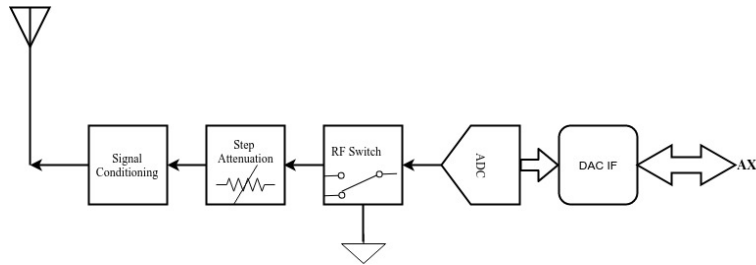 Signal
Conditioning
Step
Attenuation
RF Switch
ADC
DAC IF
AX